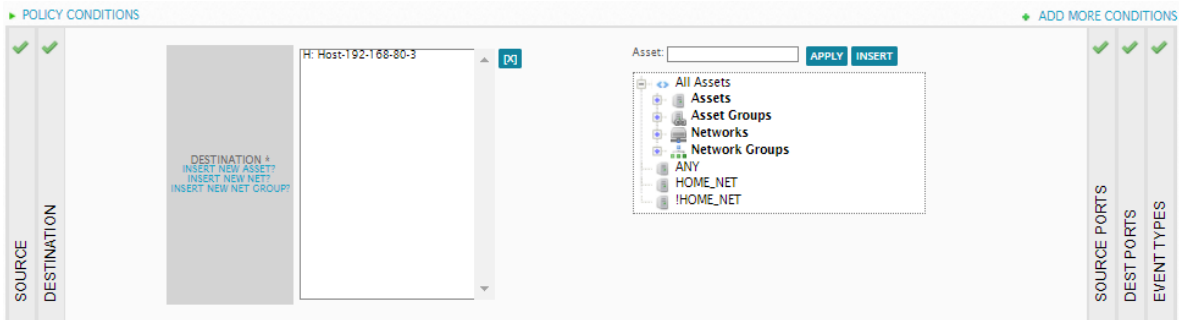 POLICY CONDITIONS
ADD MORE CONDITIONS
SOURCE
DESTINATION
DESTINATION *
INSERT NEW ASSET?
INSERT NEW NET?
INSERT NEW NET GROUP?
H: Host-192-168-80-3
[X]
Asset:
APPLY
INSERT
All Assets
Assets
Asset Groups
Networks
Network Groups
ANY
HOME_NET
!HOME_NET
SOURCE PORTS
DEST PORTS
EVENT TYPES